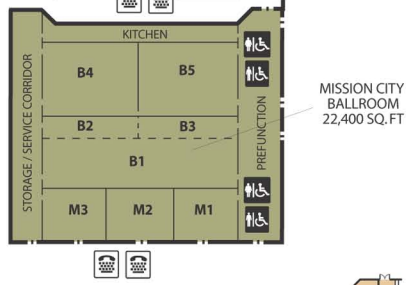 KITCHEN
B4
B5
STORAGE / SERVICE CORRIDOR
PREFUNCTION
MISSION CITY
BALLROOM
22,400 SQ.FT
B2
B3
B1
M3
M2
M1